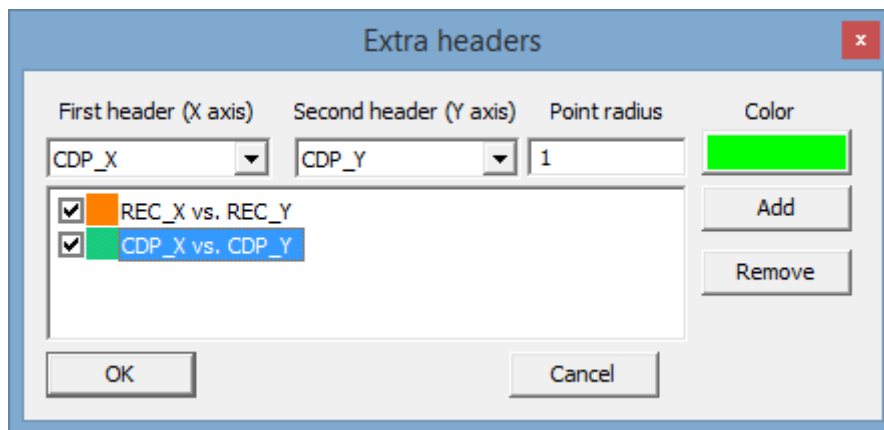 Extra headers
x
First header (X axis) Second header (Y axis) Point radius Color
CDP_X CDP_Y 1
REC_X vs. REC_Y
Add
CDP_X vs. CDP_Y
Remove
OK Cancel